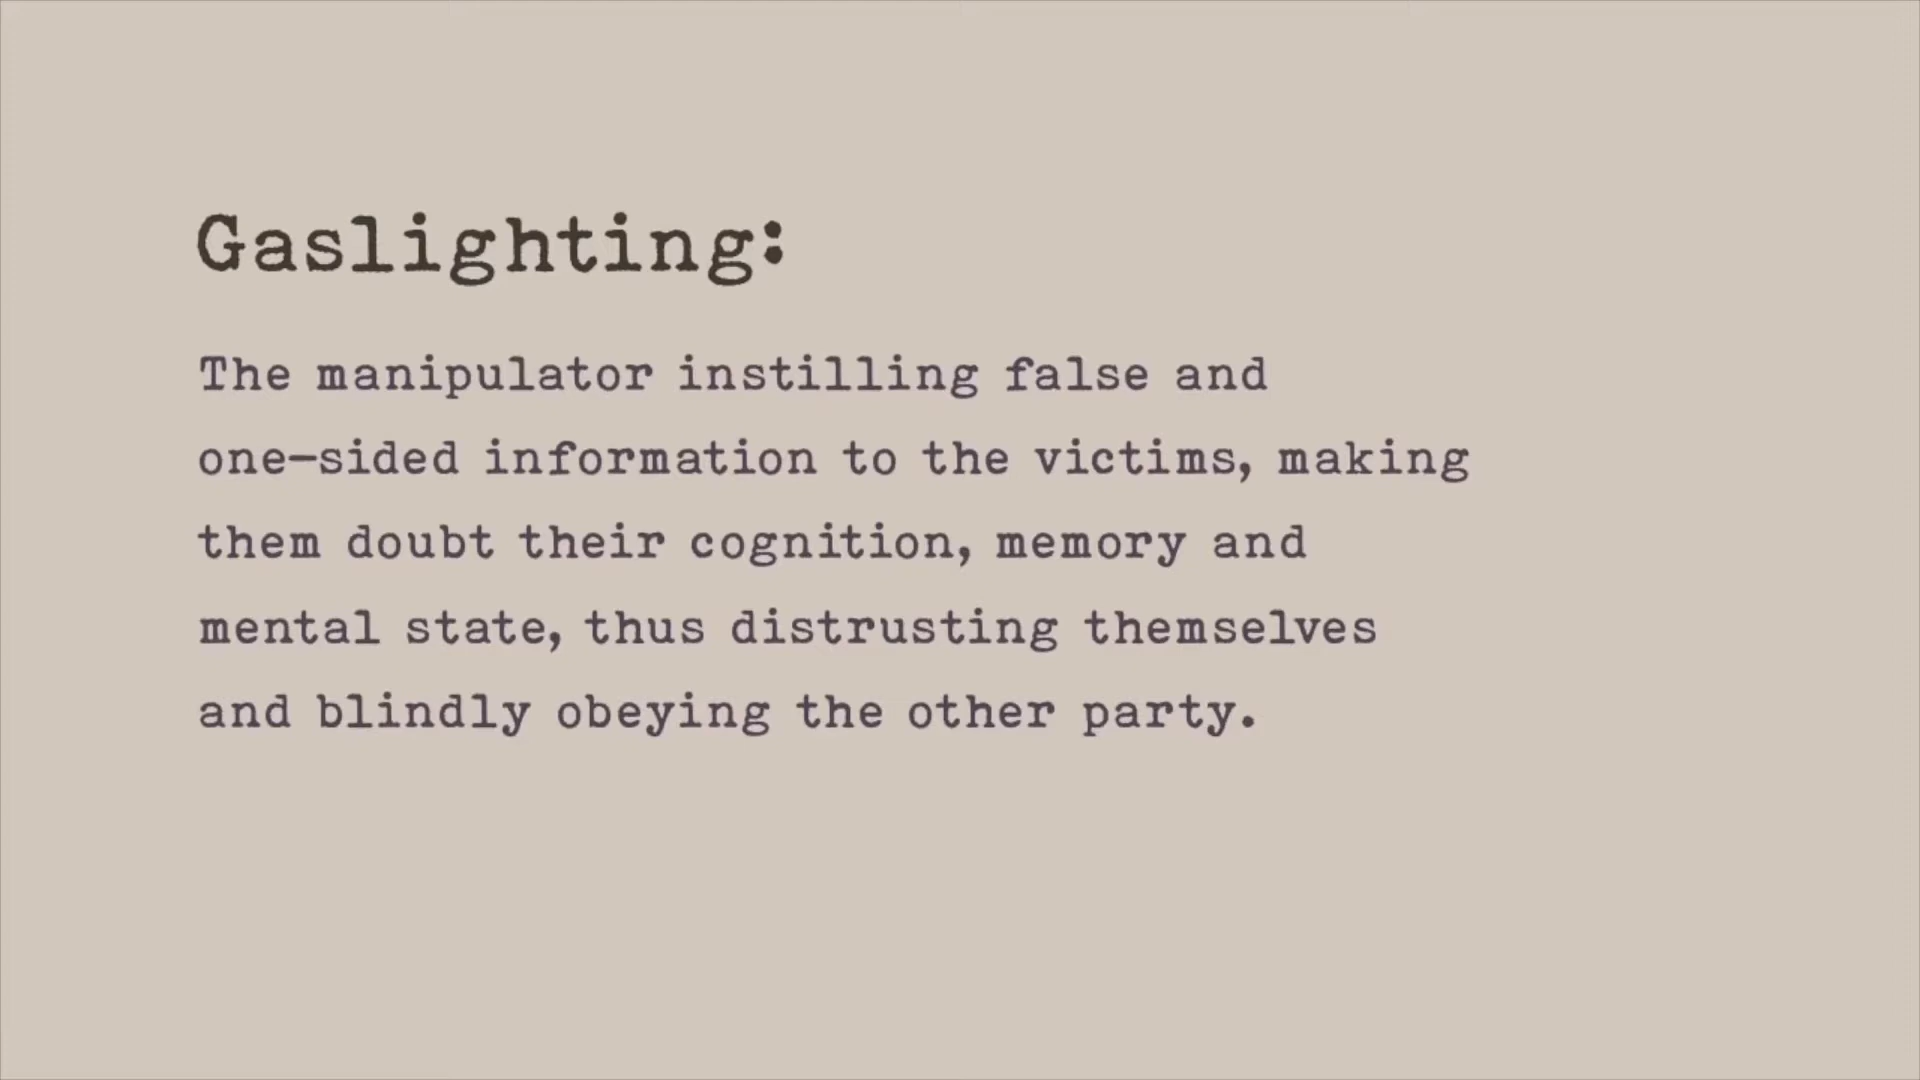 Gaslighting:
The manipulator instilling false and
one-sided information to the victims, making
them doubt their cognition, memory and
mental state, thus distrusting themselves
and blindly obeying the other party.